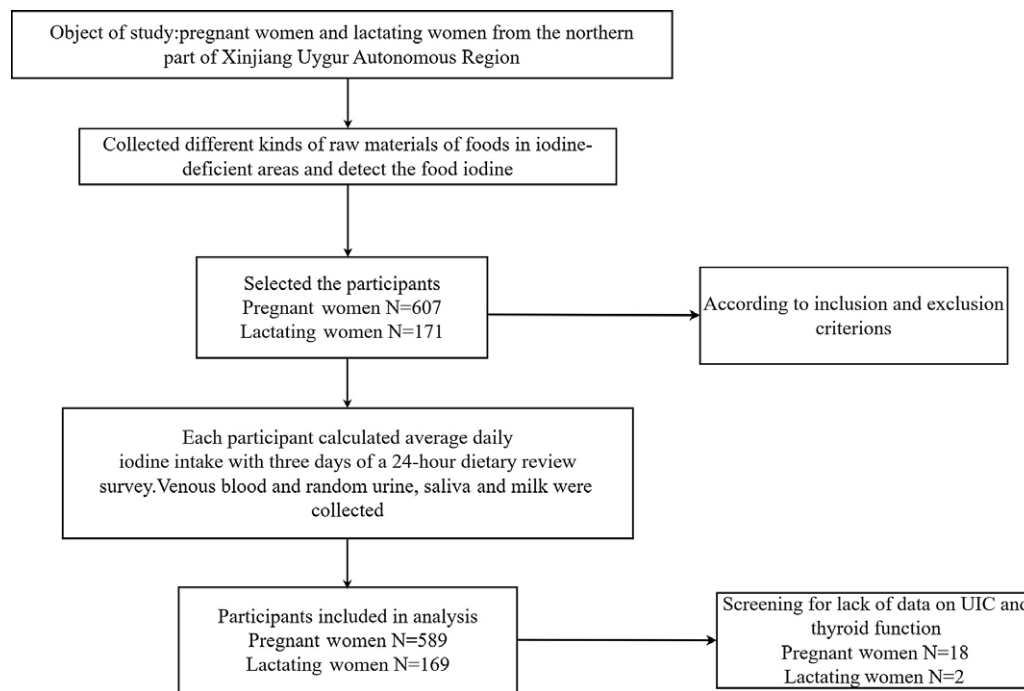 Object of study:pregnant women and lactating women from the northern
part of Xinjiang Uygur Autonomous Region
Collected different kinds of raw materials of foods in iodine-
deficient areas and detect the food iodine
Selected the participants
Pregnant women N=607
Lactating women N=171
According to inclusion and exclusion
criterions
Each participant calculated average daily
iodine intake with three days of a 24-hour dietary review
survey.Venous blood and random urine, saliva and milk were
collected
Participants included in analysis
Pregnant women N=589
Lactating women N=169
Screening for lack of data on UIC and
thyroid function
Pregnant women N=18
Lactating women N=2